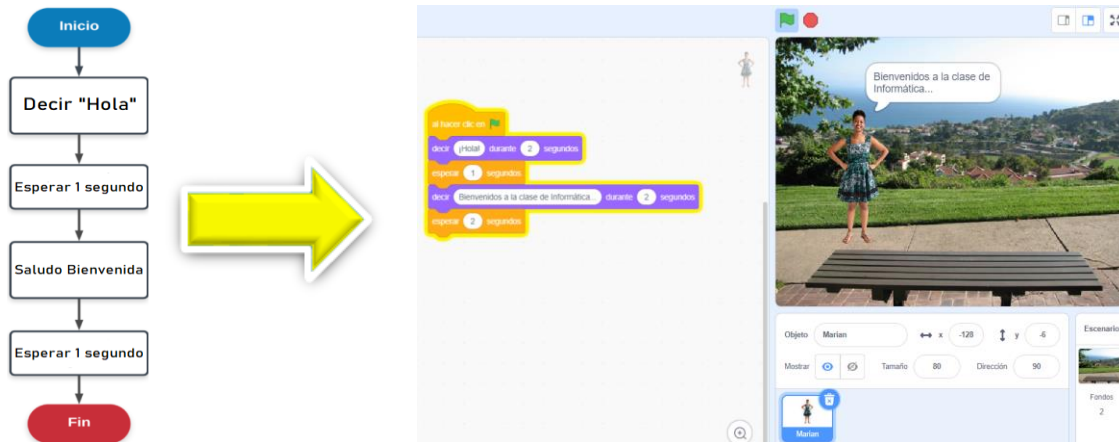 Inicio
Decir "Hola"
Esperar 1 segundo
Saludo Bienvenida
Esperar 1 segundo
Fin
al hacer clic en
decir ¡Hola! durante 2 segundos
esperar 1 segundos
decir Bienvenidos a la clase de Informática... durante 2 segundos
esperar 2 segundos
Bienvenidos a la clase de
Informática...
Objeto Marian x -128 y -6
Mostrar Tamaño 80 Dirección 90
Marian
Escenario
Fondos
2